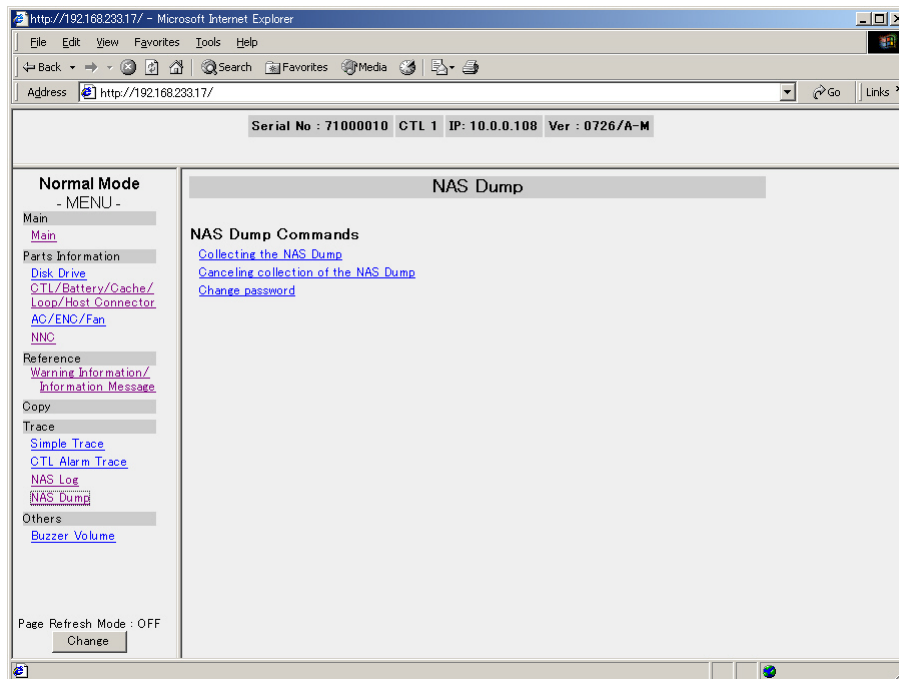 http://192.168.233.17/ - Microsoft Internet Explorer
File Edit View Favorites Tools Help
Back Search Favorites Media
Address http://192.168.233.17/ Go Links
Serial No : 71000010 CTL 1 IP: 10.0.0.108 Ver : 0726/A-M
Normal Mode
- MENU -
Main
Main
Parts Information
Disk Drive
CTL/Battery/Cache/
Loop/Host Connector
AC/ENC/Fan
NNC
Reference
Warning Information/
Information Message
Copy
Trace
Simple Trace
CTL Alarm Trace
NAS Log
NAS Dump
Others
Buzzer Volume
Page Refresh Mode : OFF
Change
NAS Dump
NAS Dump Commands
Collecting the NAS Dump
Canceling collection of the NAS Dump
Change password